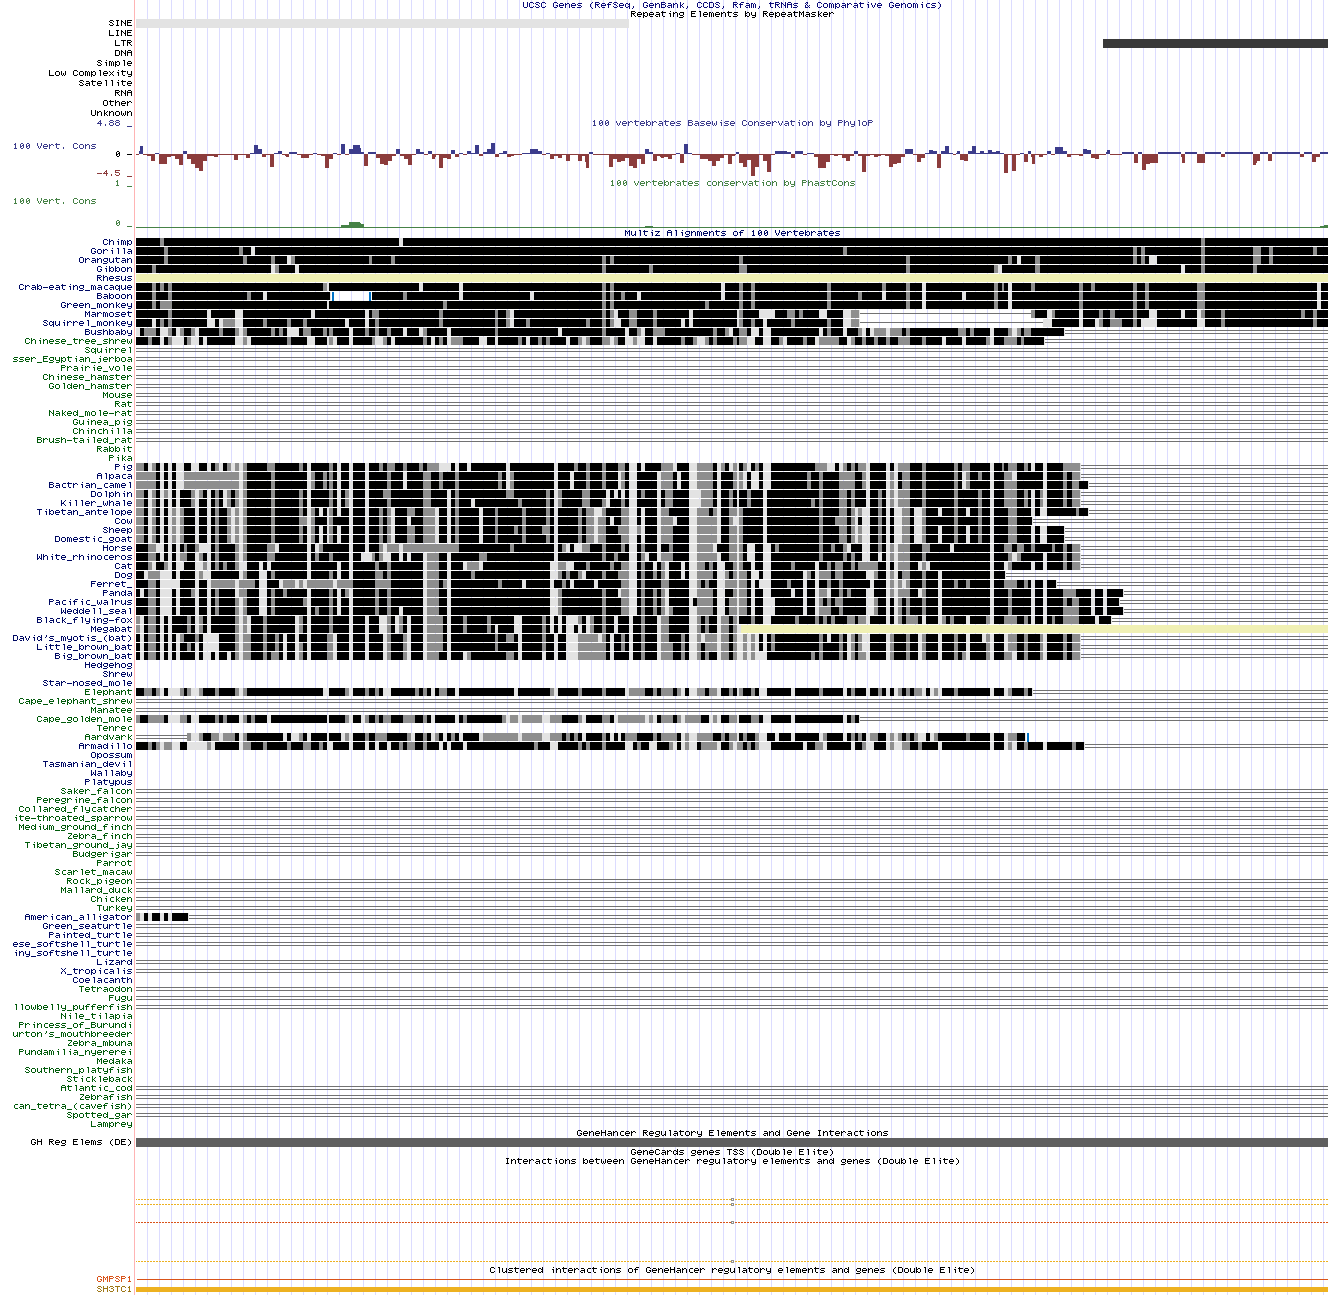 UCSC Genes (RefSeq, GenBank, CCDS, Rfam, tRNAs & Comparative Genomics)
Repeating Elements by RepeatMasker
SINE
LINE
LTR
DNA
Simple
Low Complexity
Satellite
RNA
Other
Unknown
100 vertebrates Basewise Conservation by PhyloP
4.88 _
100 Vert. Cons
0 _
-4.5 _
100 vertebrates conservation by PhastCons
1 _
100 Vert. Cons
0 _
Multiz Alignments of 100 Vertebrates
Chimp
Gorilla
Orangutan
Gibbon
Rhesus
Crab-eating_macaque
Baboon
Green_monkey
Marmoset
Squirrel_monkey
Bushbaby
Chinese_tree_shrew
Squirrel
sser_Egyptian_jerboa
Prairie_vole
Chinese_hamster
Golden_hamster
Mouse
Rat
Naked_mole-rat
Guinea_pig
Chinchilla
Brush-tailed_rat
Rabbit
Pika
Pig
Alpaca
Bactrian_camel
Dolphin
Killer_whale
Tibetan_antelope
Cow
Sheep
Domestic_goat
Horse
White_rhinoceros
Cat
Dog
Ferret_
Panda
Pacific_walrus
Weddell_seal
Black_flying-fox
Megabat
David's_myotis_(bat)
Little_brown_bat
Big_brown_bat
Hedgehog
Shrew
Star-nosed_mole
Elephant
Cape_elephant_shrew
Manatee
Cape_golden_mole
Tenrec
Aardvark
Armadillo
Opossum
Tasmanian_devil
Wallaby
Platypus
Saker_falcon
Peregrine_falcon
Collared_flycatcher
ite-throated_sparrow
Medium_ground_finch
Zebra_finch
Tibetan_ground_jay
Budgerigar
Parrot
Scarlet_macaw
Rock_pigeon
Mallard_duck
Chicken
Turkey
American_alligator
Green_seaturtle
Painted_turtle
ese_softshell_turtle
iny_softshell_turtle
Lizard
X_tropicalis
Coelacanth
Tetraodon
Fugu
llowbelly_pufferfish
Nile_tilapia
Princess_of_Burundi
urton's_mouthbreeder
Zebra_mbuna
Pundamilia_nyererei
Medaka
Southern_platyfish
Stickleback
Atlantic_cod
Zebrafish
can_tetra_(cavefish)
Spotted_gar
Lamprey
GeneHancer Regulatory Elements and Gene Interactions
GH Reg Elems (DE)
GeneCards genes TSS (Double Elite)
Interactions between GeneHancer regulatory elements and genes (Double Elite)
Clustered interactions of GeneHancer regulatory elements and genes (Double Elite)
GMPSP1
SH3TC1